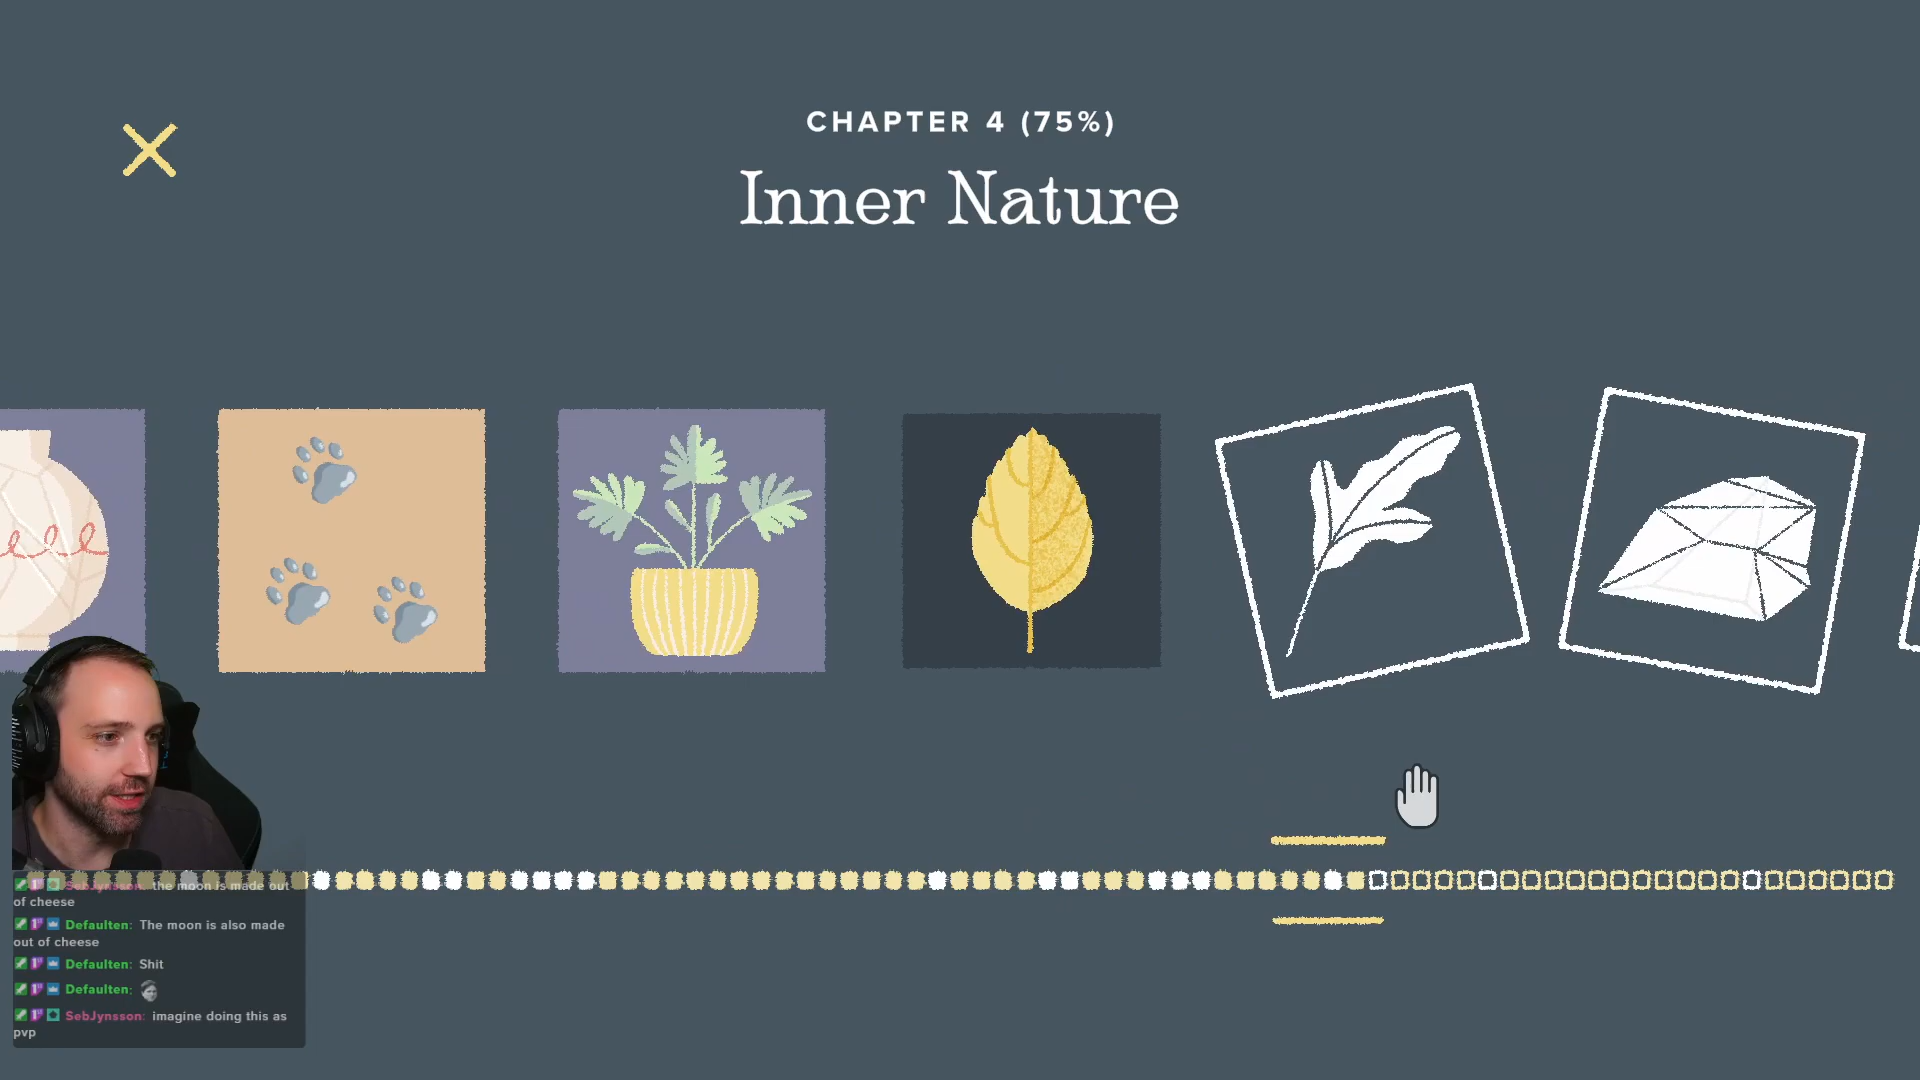 CHAPTER 4 (75%)
Inner Nature
SebJynsson: the moon is made out
of cheese
Defaulten: The moon is also made
out of cheese
Defaulten: Shit
Defaulten:
SebJynsson: imagine doing this as
pvp